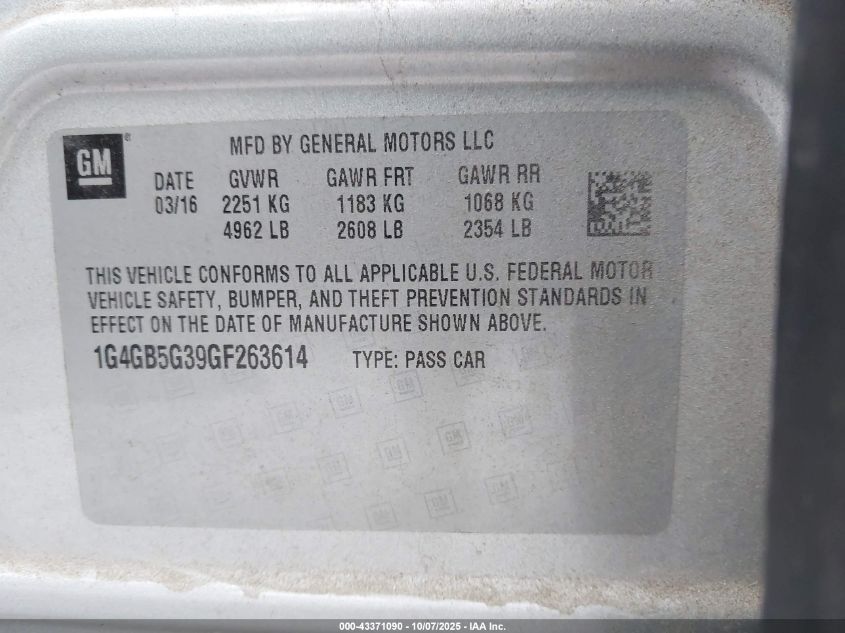 GM
MFD BY GENERAL MOTORS LLC
DATE GVWR GAWR FRT GAWR RR
03/16 2251 KG 1183 KG 1068 KG
4962 LB 2608 LB 2354 LB
THIS VEHICLE CONFORMS TO ALL APPLICABLE U.S. FEDERAL MOTOR
VEHICLE SAFETY, BUMPER, AND THEFT PREVENTION STANDARDS IN
EFFECT ON THE DATE OF MANUFACTURE SHOWN ABOVE.
1G4GB5G39GF263614 TYPE: PASS CAR
000-43371090 - 10/07/2025 - IAA Inc.